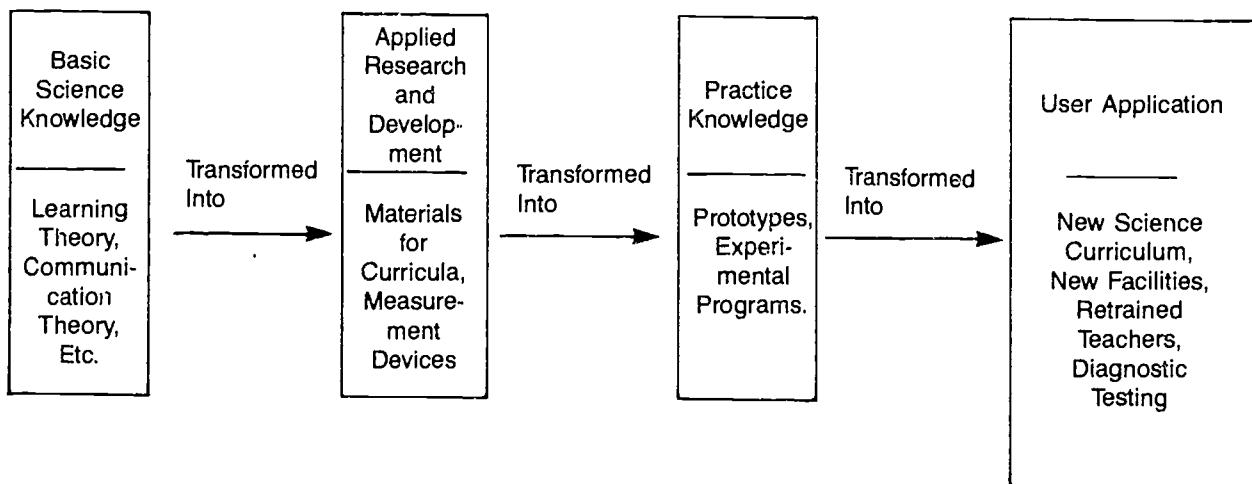 Basic
Science
Knowledge
Learning
Theory,
Communi-
cation
Theory,
Etc.
Transformed
Into
Applied
Research
and
Develop-
ment
Materials
for
Curricula,
Measure-
ment
Devices
Transformed
Into
Practice
Knowledge
Prototypes,
Experi-
mental
Programs.
Transformed
Into
User Application
New Science
Curriculum,
New Facilities,
Retrained
Teachers,
Diagnostic
Testing